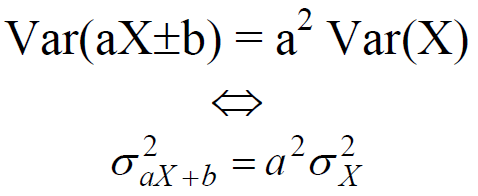 Var(aX±b) = a² Var(X)
⇔
σ²_{aX+b} = a²σ²_X